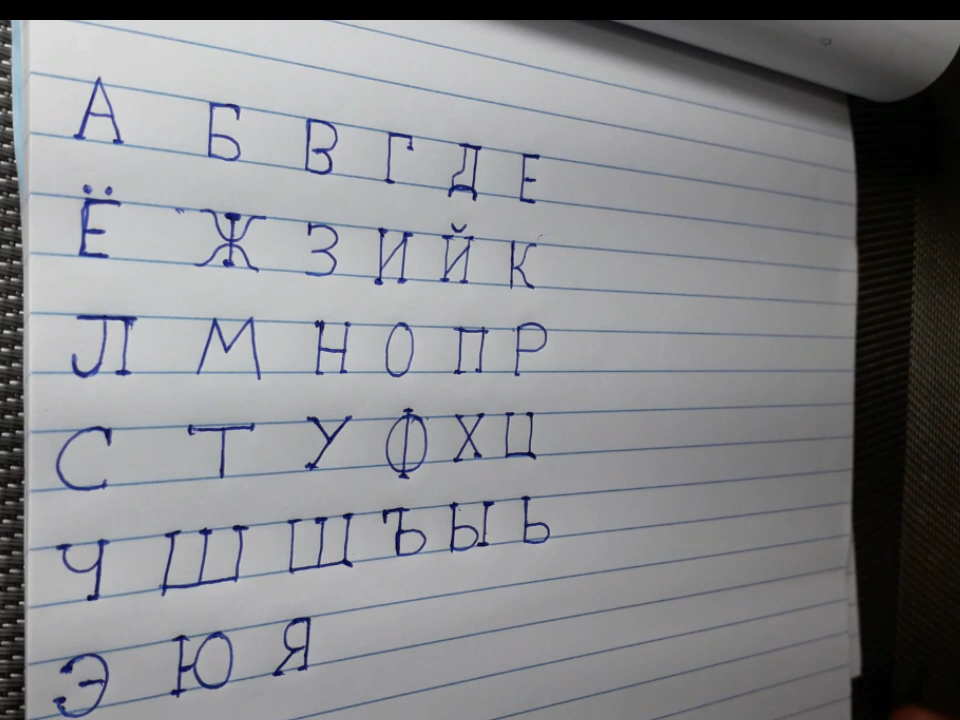 А Б В Г Д Е
Ё Ж З И Й К
Л М Н О П Р
С Т У Ф Х Ц
Ч Ш Щ Ъ Ы Ь
Э Ю Я